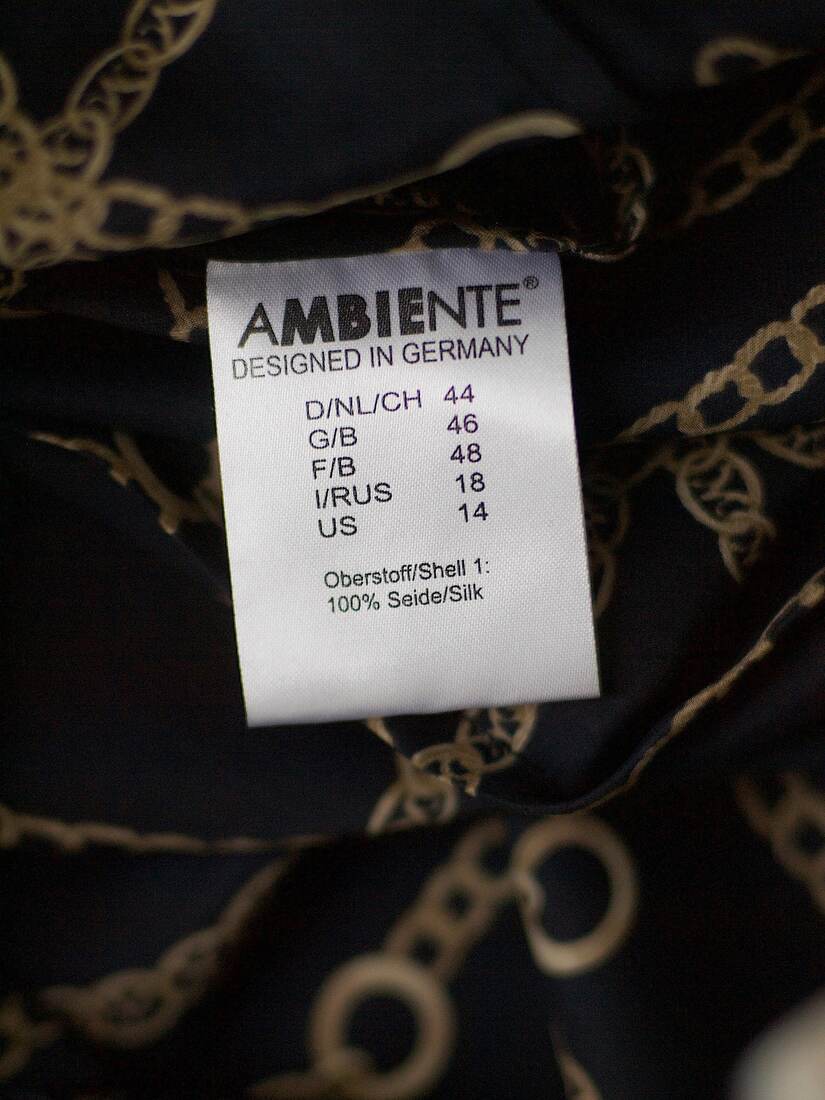 AMBIENTE®
DESIGNED IN GERMANY
D/NL/CH 44
G/B 46
F/B 48
I/RUS 18
US 14
Oberstoff/Shell 1:
100% Seide/Silk